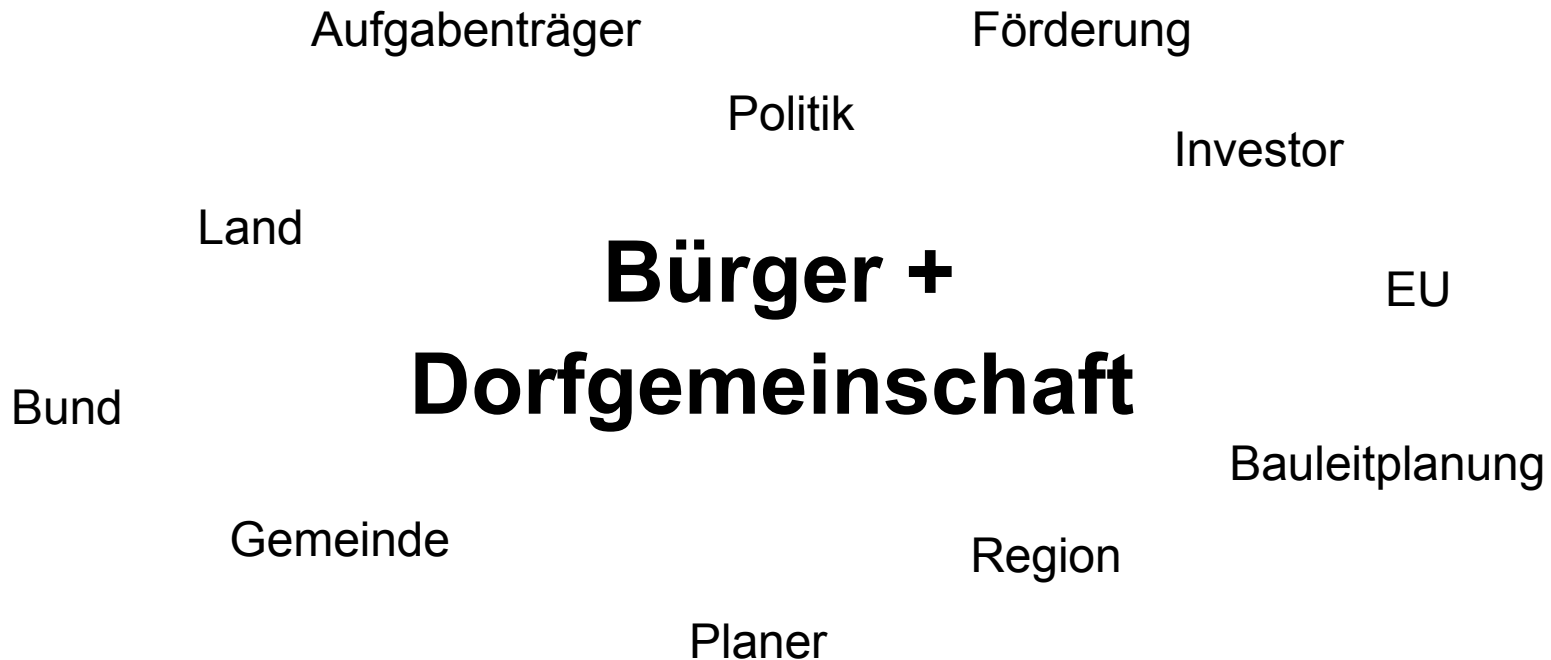 Aufgabenträger
Förderung
Politik
Investor
Land
Bürger +
EU
Dorfgemeinschaft
Bund
Bauleitplanung
Gemeinde
Region
Planer